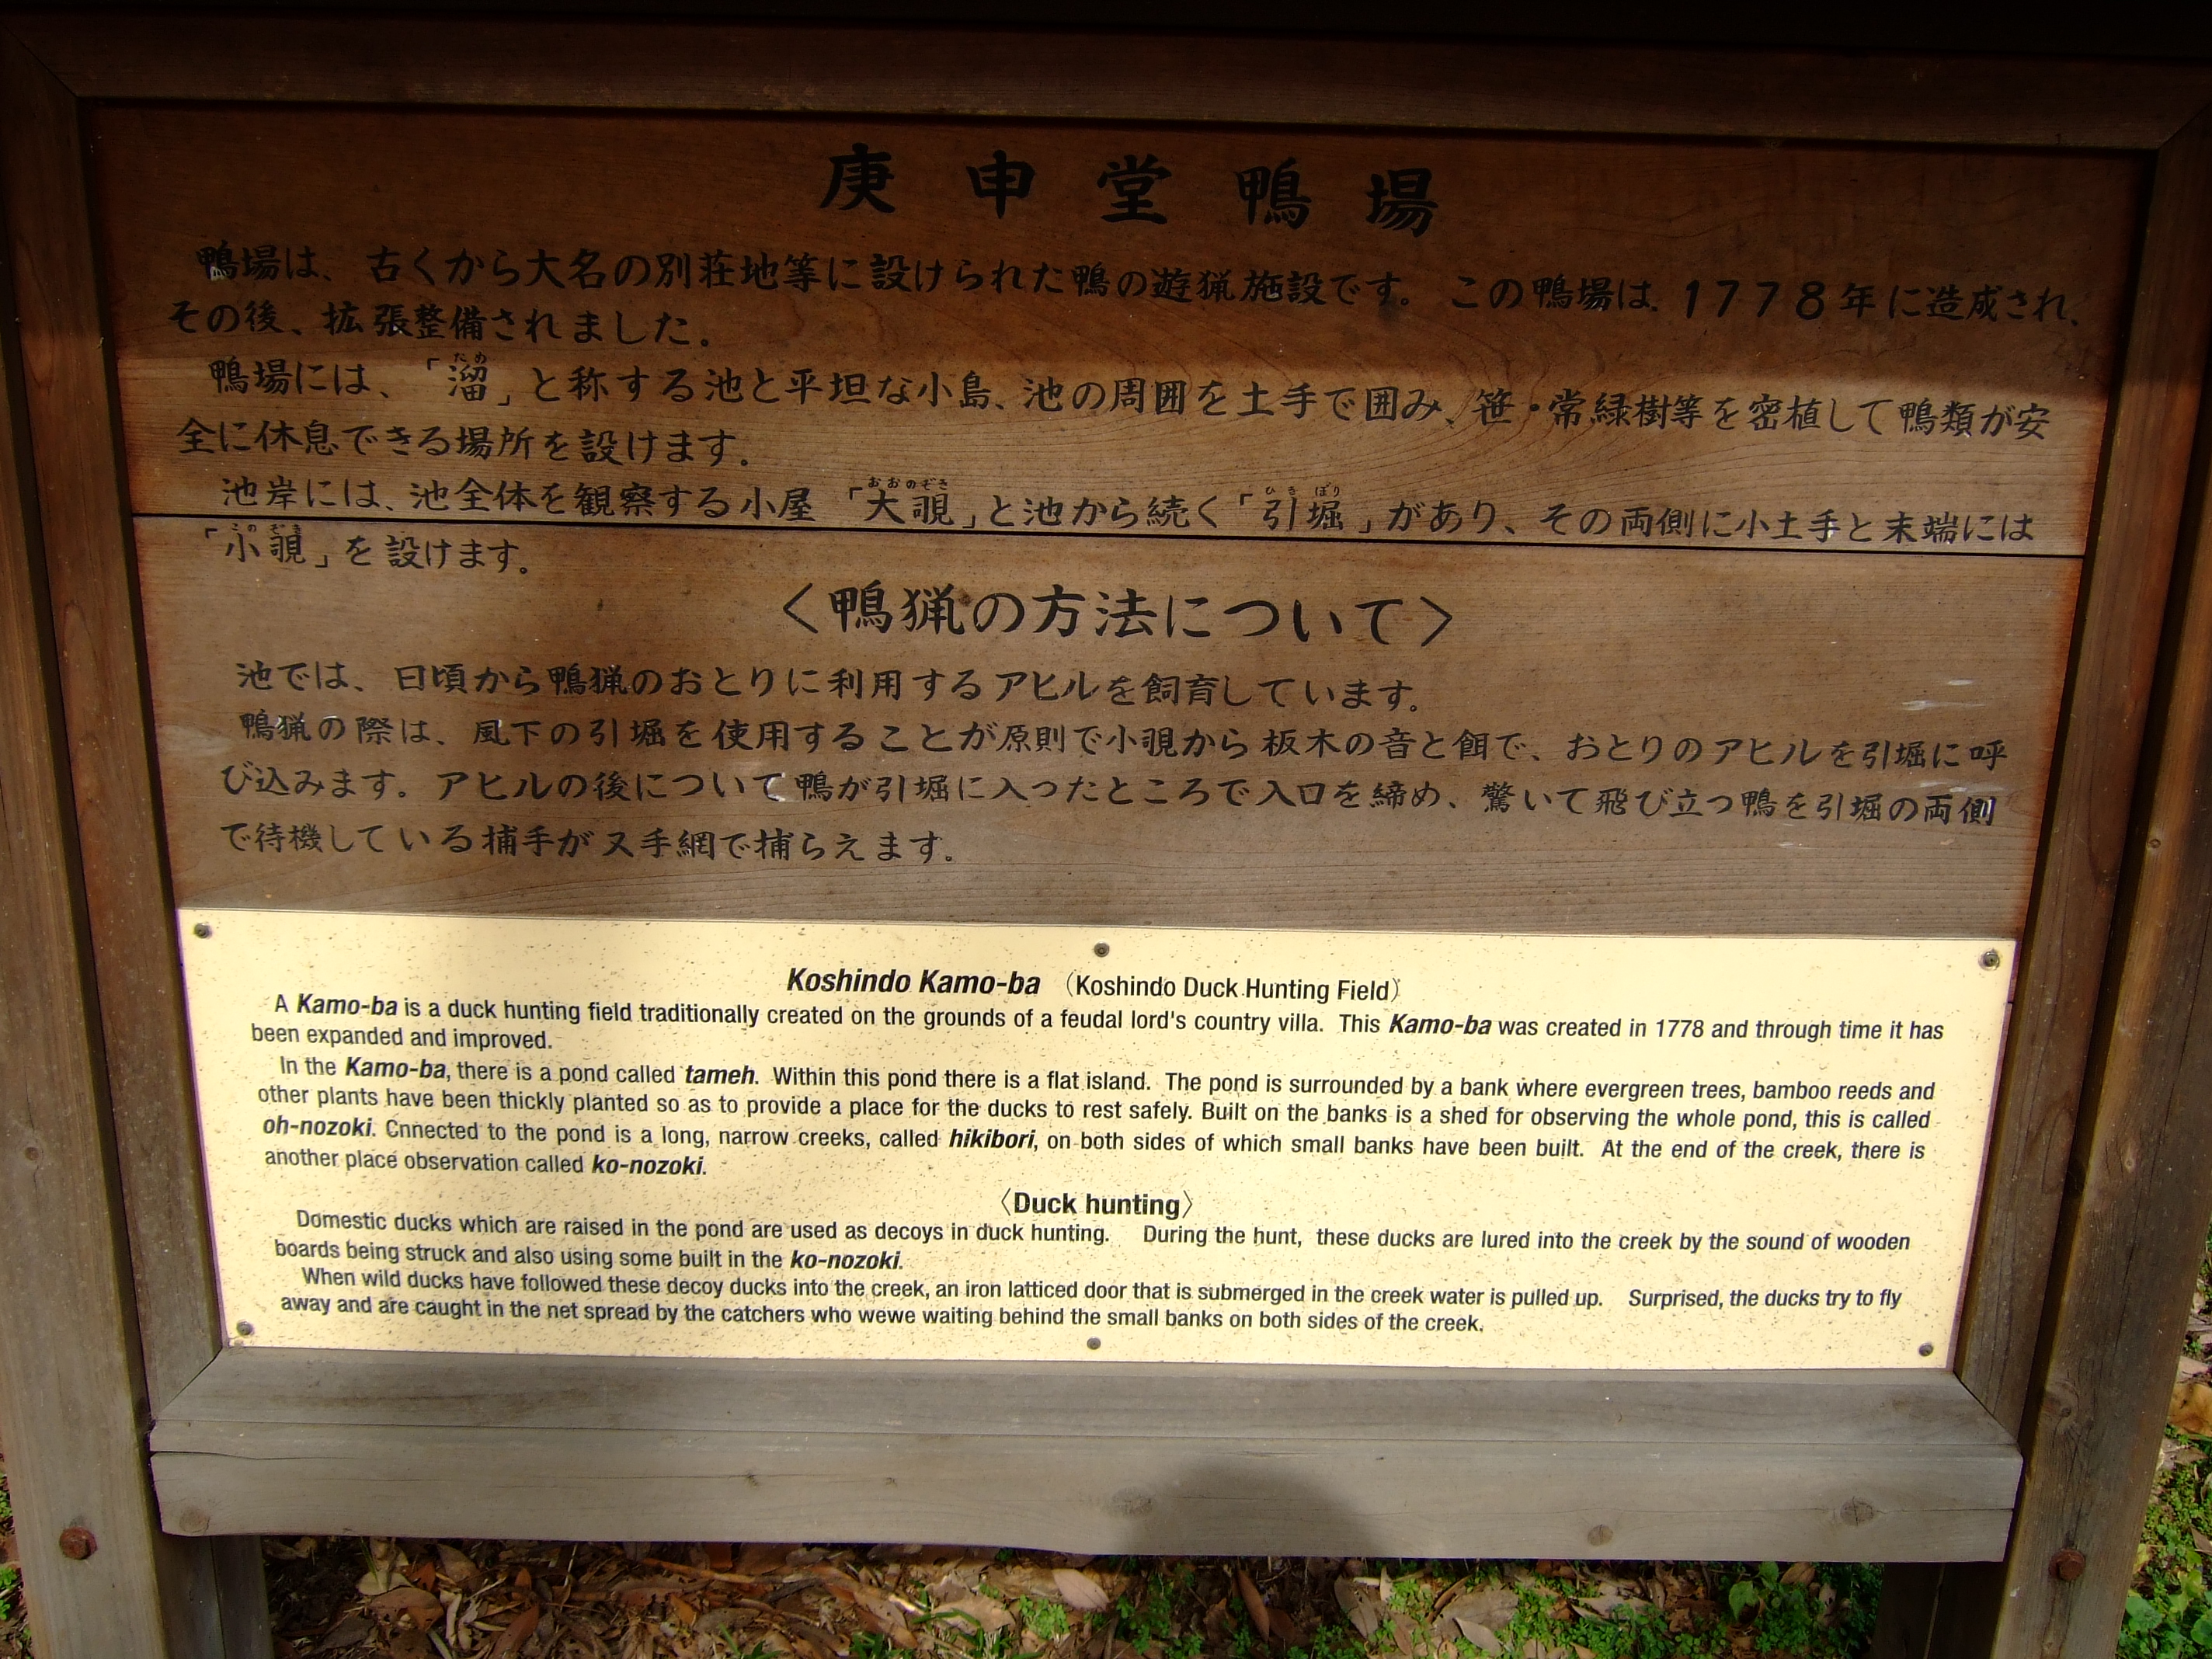 庚申堂鴨場
鴨場は、古くから大名の別荘地等に設けられた鴨の遊猟施設です。この鴨場は、1778年に造成され、
その後、拡張整備されました。
鴨場には、「溜」と称する池と平坦な小島、池の周囲を土手で囲み、笹・常緑樹等を密植して鴨類が安
全に休息できる場所を設けます。
池岸には、池全体を観察する小屋「大覗」と池から続く「引堀」があり、その両側に小土手と末端には
「小覗」を設けます。
〈鴨猟の方法について〉
池では、日頃から鴨猟のおとりに利用するアヒルを飼育しています。
鴨猟の際は、風下の引堀を使用することが原則で小覗から板木の音と餌で、おとりのアヒルを引堀に呼
び込みます。アヒルの後について鴨が引堀に入ったところで入口を締め、驚いて飛び立つ鴨を引堀の両側
で待機している捕手が叉手網で捕らえます。
Koshindo Kamo-ba （Koshindo Duck Hunting Field）
A Kamo-ba is a duck hunting field traditionally created on the grounds of a feudal lord's country villa. This Kamo-ba was created in 1778 and through time it has
been expanded and improved.
In the Kamo-ba, there is a pond called tameh. Within this pond there is a flat island. The pond is surrounded by a bank where evergreen trees, bamboo reeds and
other plants have been thickly planted so as to provide a place for the ducks to rest safely. Built on the banks is a shed for observing the whole pond, this is called
oh-nozoki. Cnnected to the pond is a long, narrow creeks, called hikibori, on both sides of which small banks have been built. At the end of the creek, there is
another place observation called ko-nozoki.
〈Duck hunting〉
Domestic ducks which are raised in the pond are used as decoys in duck hunting. During the hunt, these ducks are lured into the creek by the sound of wooden
boards being struck and also using some built in the ko-nozoki.
When wild ducks have followed these decoy ducks into the creek, an iron latticed door that is submerged in the creek water is pulled up. Surprised, the ducks try to fly
away and are caught in the net spread by the catchers who wewe waiting behind the small banks on both sides of the creek.